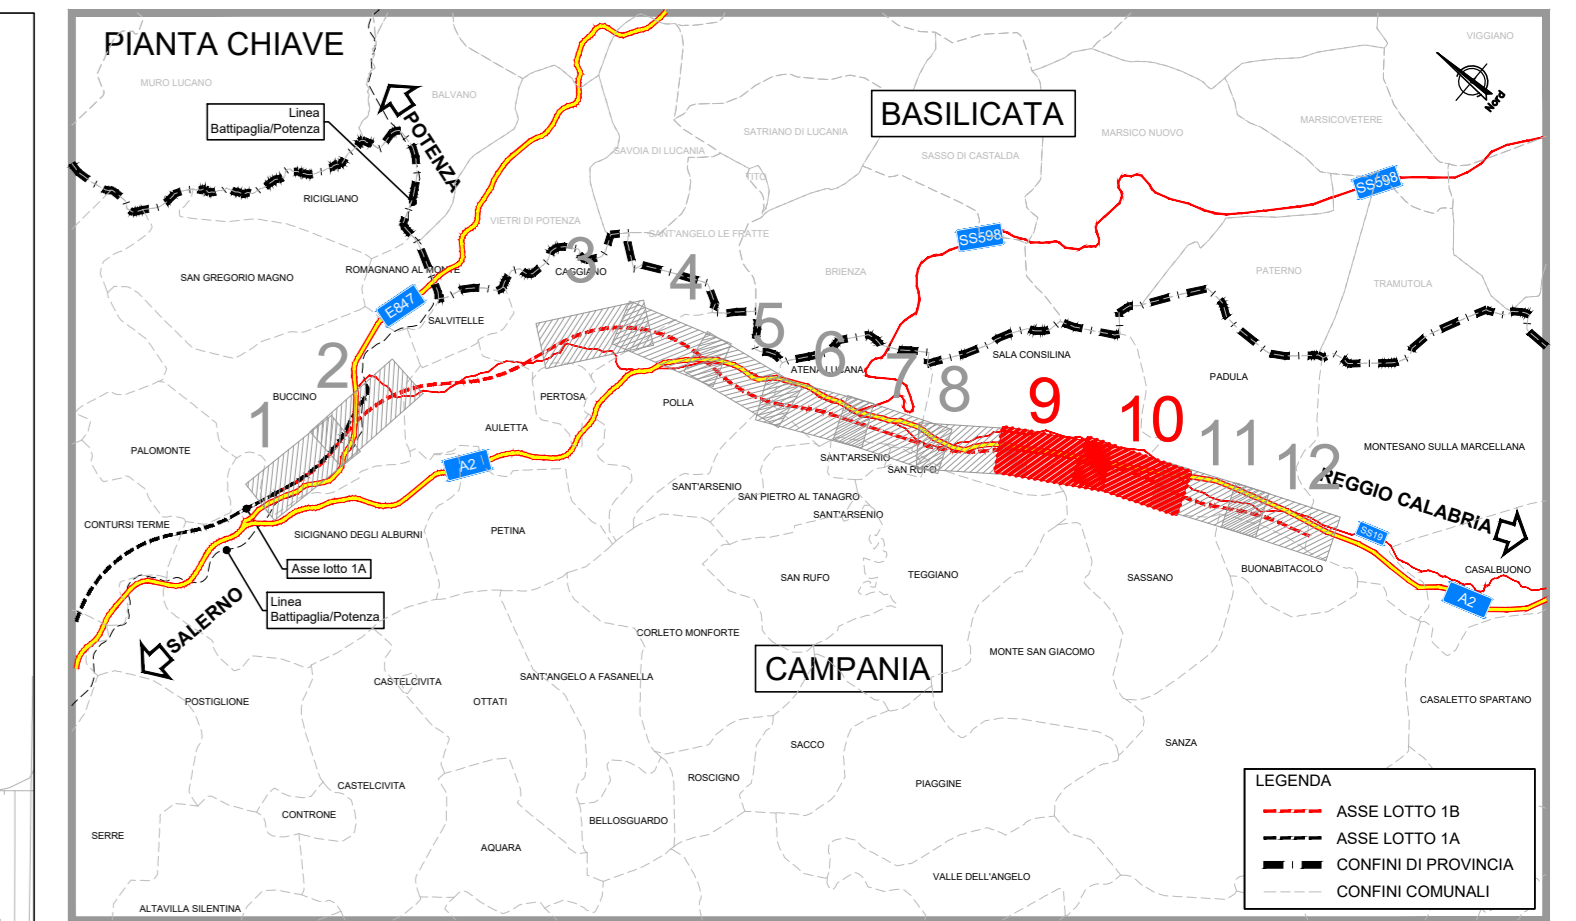 PIANTA CHIAVE
VIGGIANO
MURO LUCANO
BALVANO
Nord
Linea
Battipaglia/Potenza
POTENZA
BASILICATA
SATRIANO DI LUCANIA
MARSICO NUOVO
MARSICOVETERE
SAVOIA DI LUCANIA
SASSO DI CASTALDA
TITO
SS598
RICIGLIANO
VIETRI DI POTENZA
SANT'ANGELO LE FRATTE
SS598
3
CAGGIANO
4
BRIENZA
PATERNO
TRAMUTOLA
SAN GREGORIO MAGNO
ROMAGNANO AL MONTE
E847
SALVITELLE
5
6
ATENA LUCANA
7
SALA CONSILINA
PADULA
2
1
BUCCINO
PERTOSA
POLLA
8
9
10
11
12
AULETTA
PALOMONTE
A2
SANT'ARSENIO
SAN RUFO
MONTESANO SULLA MARCELLANA
REGGIO CALABRiA
SANT'ARSENIO
SAN PIETRO AL TANAGRO
SANT'ARSENIO
CONTURSI TERME
SICIGNANO DEGLI ALBURNI
PETINA
SS19
Asse lotto 1A
SAN RUFO
TEGGIANO
SASSANO
BUONABITACOLO
CASALBUONO
A2
Linea
Battipaglia/Potenza
SALERNO
CORLETO MONFORTE
CAMPANIA
MONTE SAN GIACOMO
CASTELCIVITA
SANT'ANGELO A FASANELLA
POSTIGLIONE
OTTATI
CASALETTO SPARTANO
SACCO
SANZA
ROSCIGNO
PIAGGINE
CASTELCIVITA
CONTRONE
BELLOSGUARDO
SERRE
AQUARA
VALLE DELL'ANGELO
ALTAVILLA SILENTINA
LEGENDA
ASSE LOTTO 1B
ASSE LOTTO 1A
CONFINI DI PROVINCIA
CONFINI COMUNALI